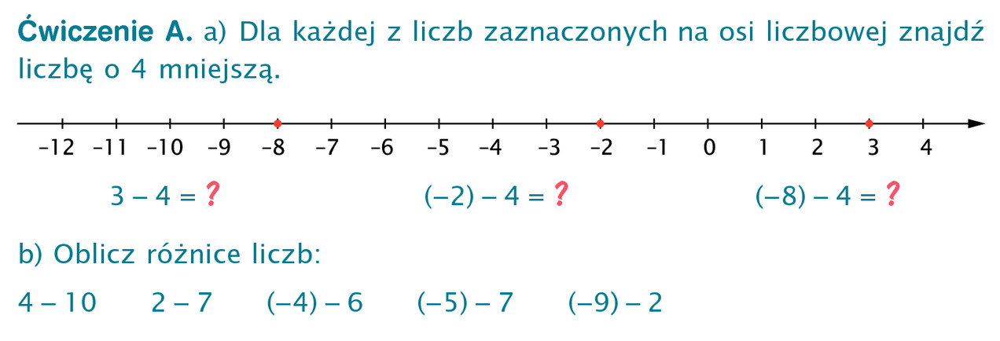 Ćwiczenie A. a) Dla każdej z liczb zaznaczonych na osi liczbowej znajdź
liczbę o 4 mniejszą.
–12 –11 –10 –9 –8 –7 –6 –5 –4 –3 –2 –1 0 1 2 3 4
3 – 4 = ? (–2) – 4 = ? (–8) – 4 = ?
b) Oblicz różnice liczb:
4 – 10 2 – 7 (–4) – 6 (–5) – 7 (–9) – 2